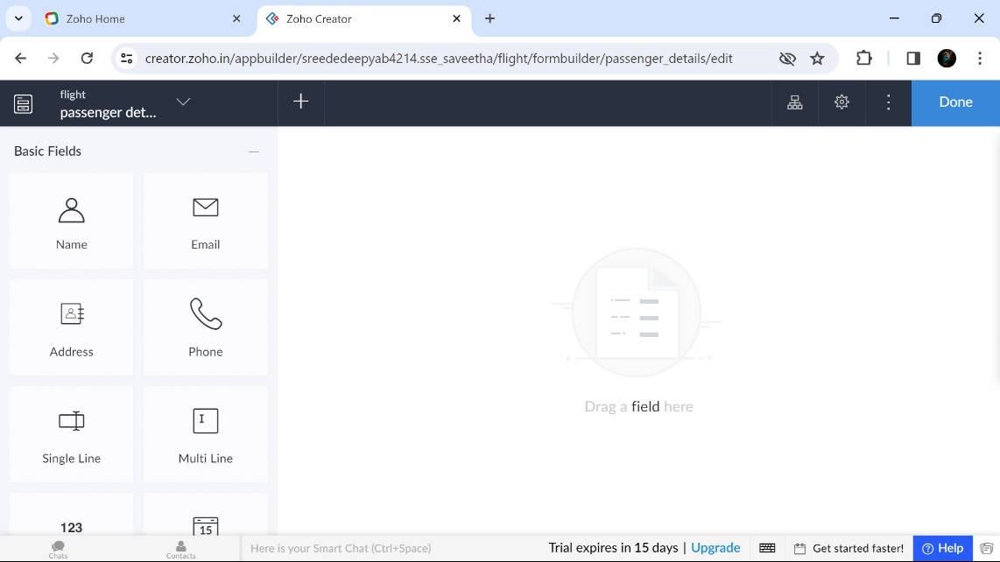 Zoho Home
Zoho Creator
creator.zoho.in/appbuilder/sreededeepyab4214.sse_saveetha/flight/formbuilder/passenger_details/edit
flight
passenger det...
Done
Basic Fields
Name
Email
Address
Phone
Single Line
Multi Line
123
15
Drag a field here
Chats
Contacts
Here is your Smart Chat (Ctrl+Space)
Trial expires in 15 days | Upgrade
Get started faster!
Help